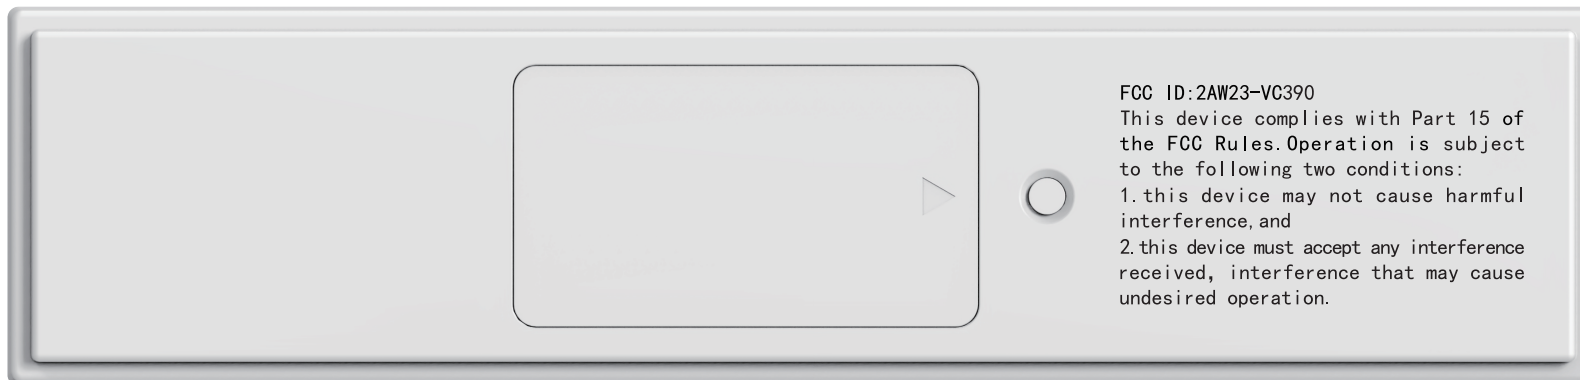 FCC ID:2AW23-VC390
This device complies with Part 15 of
the FCC Rules.Operation is subject
to the following two conditions:
1.this device may not cause harmful
interference,and
2.this device must accept any interference
received, interference that may cause
undesired operation.